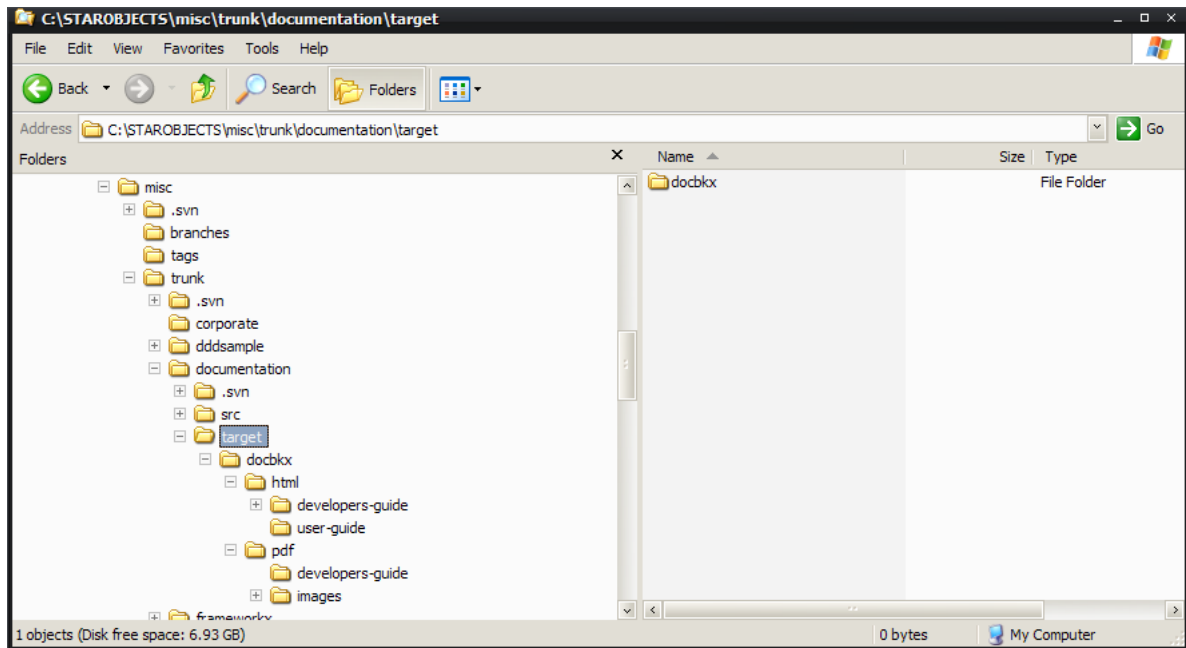 C:\STAROBJECTS\misc\trunk\documentation\target
File Edit View Favorites Tools Help
Back Search Folders
Address C:\STAROBJECTS\misc\trunk\documentation\target Go
Folders Name Size Type
misc docbkx File Folder
.svn
branches
tags
trunk
.svn
corporate
dddsample
documentation
.svn
src
target
docbkx
html
developers-guide
user-guide
pdf
developers-guide
images
frameworkx
1 objects (Disk free space: 6.93 GB) 0 bytes My Computer